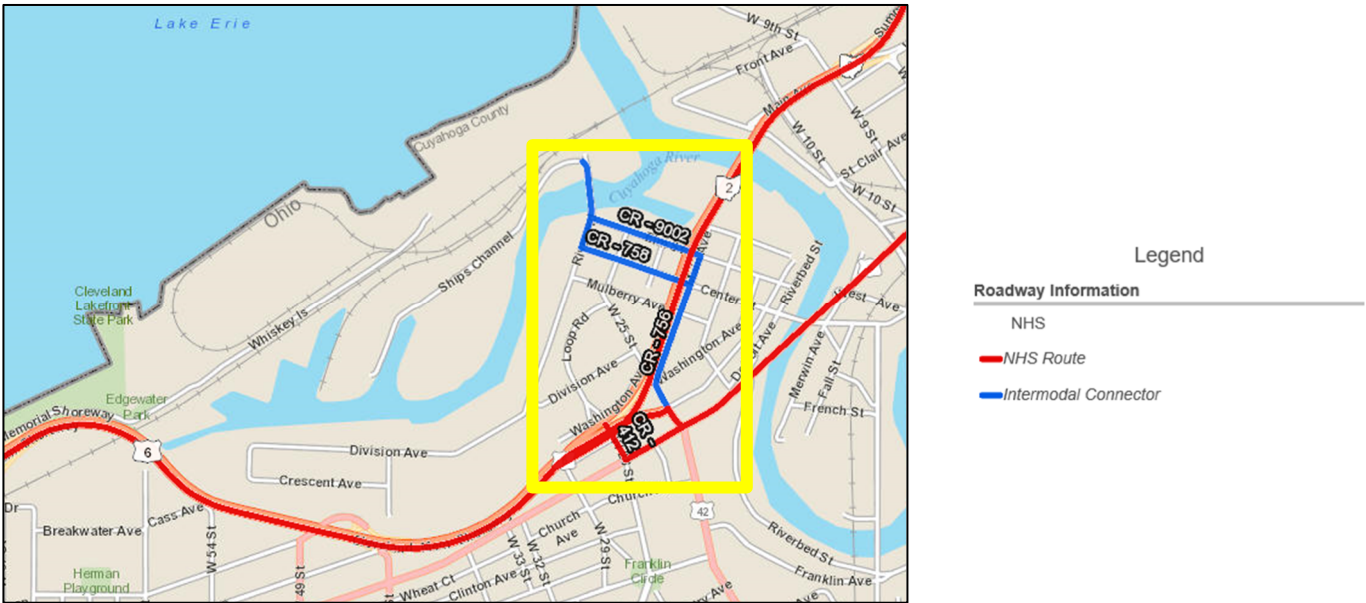 Lake Erie
W 9th St
Front Ave
Main Ave
W 10 St
W 9 St
St Clair Ave
W 10 St
Cuyahoga County
Ohio
Cuyahoga River
2
CR - 9002
CR - 758
Ave
Riverbed St
Ships Channel
Mulberry Ave
Center St
Cleveland
Lakefront
State Park
Whiskey Is
Loop Rd
W 25 St
CR - 756
Washington Ave
Division Ave
Washington Ave
Merwin Ave
Fall St
French St
Edgewater
Park
Memorial Shoreway
6
Division Ave
Crescent Ave
CR -
412
Church
42
Dr
Breakwater Ave
Cass Ave
W 54 St
49 St
Church
Ave
W 29 St
W 33 St
W 32 St
Riverbed St
Franklin Ave
Franklin
Circle
Herman
Playground
Wheat Ct
Clinton Ave
Legend
Roadway Information
NHS
NHS Route
Intermodal Connector